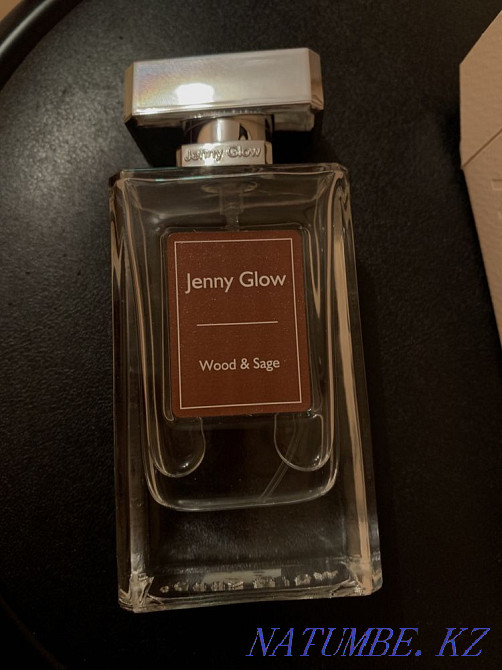 Jenny Glow
Jenny Glow
Wood & Sage
NATUMBE. KZ